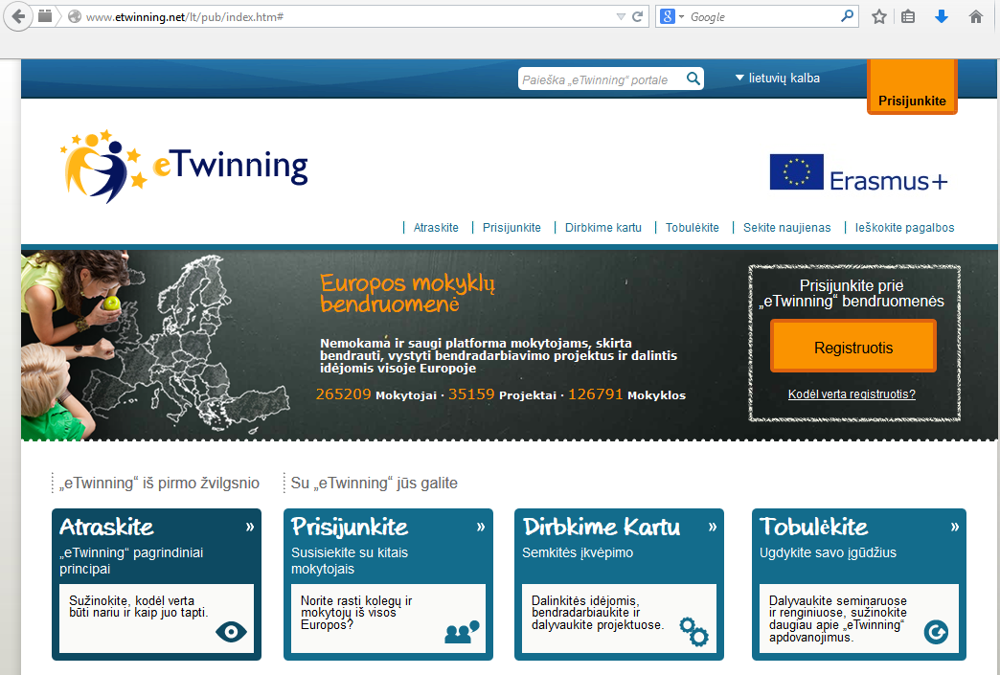 www.etwinning.net/lt/pub/index.htm#
Google
Paieška „eTwinning“ portale
lietuvių kalba
Prisijunkite
eTwinning
Erasmus+
Atraskite
Prisijunkite
Dirbkime kartu
Tobulėkite
Sekite naujienas
Ieškokite pagalbos
Europos mokyklų
bendruomenė
Nemokama ir saugi platforma mokytojams, skirta
bendrauti, vystyti bendradarbiavimo projektus ir dalintis
idėjomis visoje Europoje
265209 Mokytojai · 35159 Projektai · 126791 Mokyklos
Prisijunkite prie
„eTwinning“ bendruomenės
Registruotis
Kodėl verta registruotis?
„eTwinning“ iš pirmo žvilgsnio
Su „eTwinning“ jūs galite
Atraskite »
„eTwinning“ pagrindiniai
principai
Sužinokite, kodėl verta
būti nariu ir kaip juo tapti.
Prisijunkite »
Susisiekite su kitais
mokytojais
Norite rasti kolegų ir
mokytojų iš visos
Europos?
Dirbkime Kartu »
Semkitės įkvėpimo
Dalinkitės idėjomis,
bendradarbiaukite ir
dalyvaukite projektuose.
Tobulėkite »
Ugdykite savo įgūdžius
Dalyvaukite seminaruose
ir renginiuose, sužinokite
daugiau apie „eTwinning“
apdovanojimus.